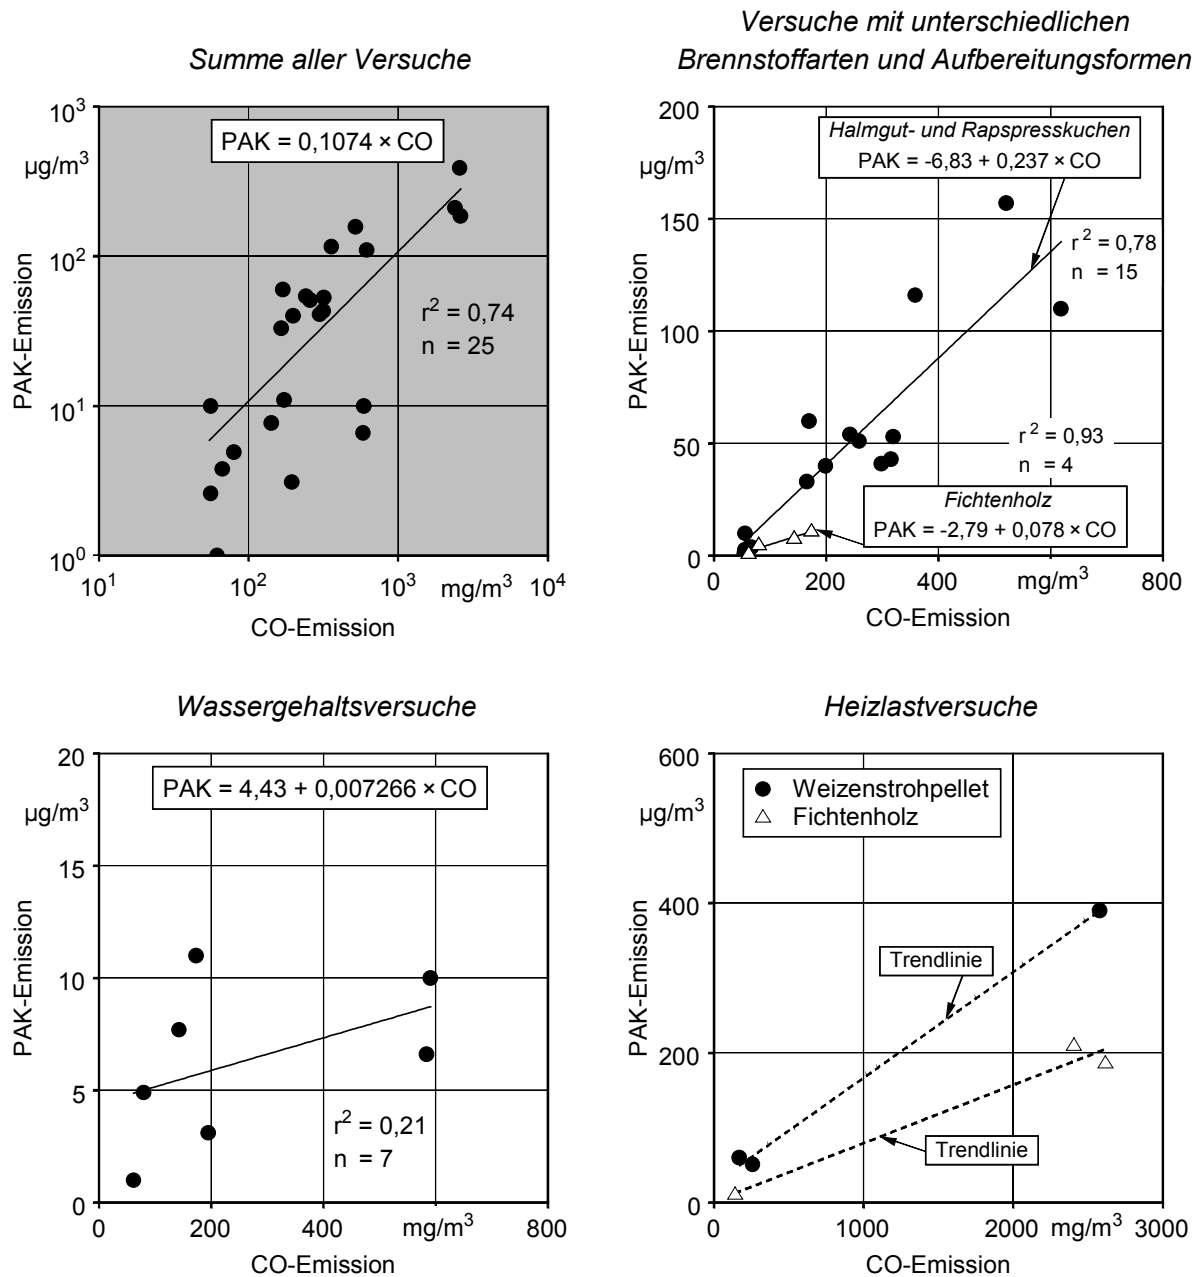 Summe aller Versuche
10³
µg/m³
10²
10¹
10⁰
PAK-Emission
PAK = 0,1074 × CO
r² = 0,74
n = 25
10¹
10²
10³
mg/m³
10⁴
CO-Emission
Versuche mit unterschiedlichen
Brennstoffarten und Aufbereitungsformen
200
µg/m³
150
100
50
0
PAK-Emission
Halmgut- und Rapspresskuchen
PAK = -6,83 + 0,237 × CO
r² = 0,78
n = 15
r² = 0,93
n = 4
Fichtenholz
PAK = -2,79 + 0,078 × CO
0
200
400
mg/m³
800
CO-Emission
Wassergehaltsversuche
20
µg/m³
15
10
5
0
PAK-Emission
PAK = 4,43 + 0,007266 × CO
r² = 0,21
n = 7
0
200
400
mg/m³
800
CO-Emission
Heizlastversuche
600
µg/m³
400
200
0
PAK-Emission
Weizenstrohpellet
Fichtenholz
Trendlinie
Trendlinie
0
1000
2000
mg/m³
3000
CO-Emission